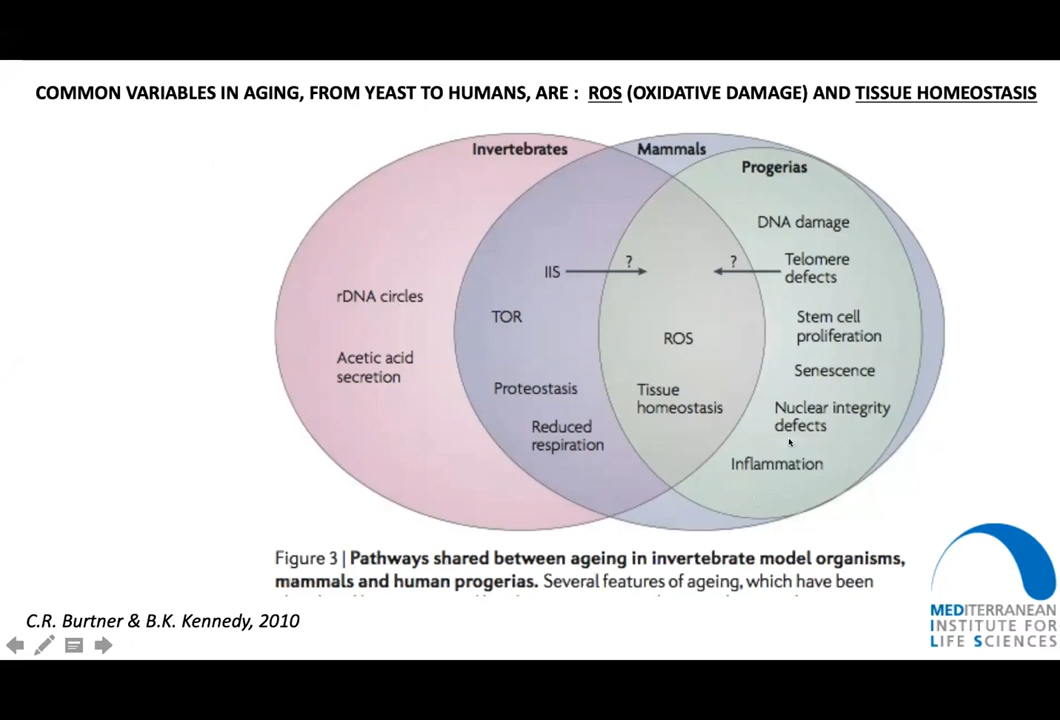 COMMON VARIABLES IN AGING, FROM YEAST TO HUMANS, ARE : ROS (OXIDATIVE DAMAGE) AND TISSUE HOMEOSTASIS
Invertebrates
Mammals
Progerias
rDNA circles
Acetic acid
secretion
IIS
?
TOR
Proteostasis
Reduced
respiration
ROS
Tissue
homeostasis
?
DNA damage
Telomere
defects
Stem cell
proliferation
Senescence
Nuclear integrity
defects
Inflammation
Figure 3 | Pathways shared between ageing in invertebrate model organisms,
mammals and human progerias. Several features of ageing, which have been
C.R. Burtner & B.K. Kennedy, 2010
MEDITERRANEAN
INSTITUTE FOR
LIFE SCIENCES